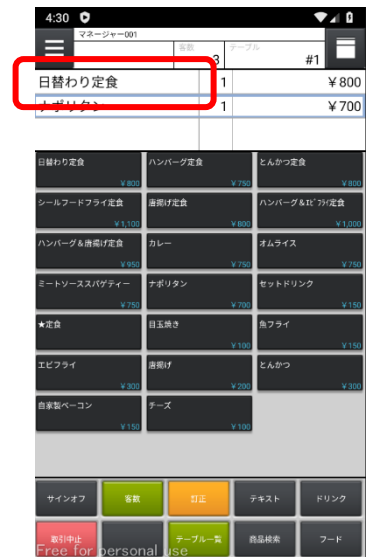 4:30
マネージャー001
客数
3
テーブル
#1
日替わり定食 1 ¥800
ナポリタン 1 ¥700
日替わり定食 ¥800
ハンバーグ定食 ¥750
とんかつ定食 ¥800
シールフードフライ定食 ¥1,100
唐揚げ定食 ¥800
ハンバーグ&ｴﾋﾞﾌﾗｲ定食 ¥1,000
ハンバーグ&唐揚げ定食 ¥950
カレー ¥750
オムライス ¥750
ミートソーススパゲティー ¥750
ナポリタン ¥700
セットドリンク ¥150
★定食
目玉焼き ¥100
魚フライ ¥150
エビフライ ¥300
唐揚げ ¥200
とんかつ ¥300
自家製ベーコン ¥150
チーズ ¥100
サインオフ
客数
訂正
テキスト
ドリンク
取引中止
テーブル一覧
商品検索
フード
Free for personal use